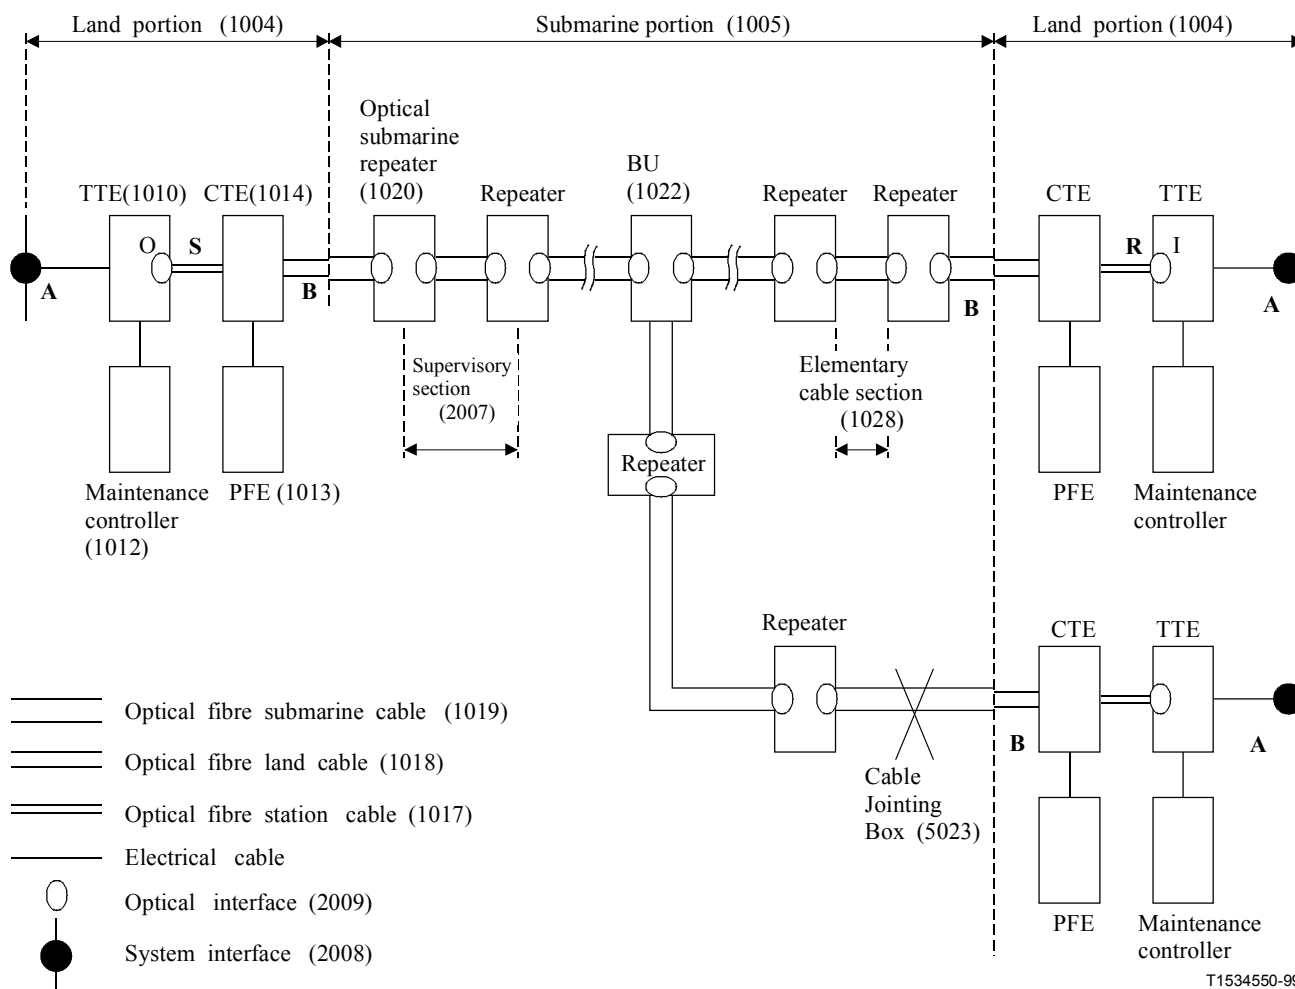 Land portion (1004)
Submarine portion (1005)
Land portion (1004)
Optical
submarine
repeater
(1020)
BU
(1022)
TTE(1010)
CTE(1014)
Repeater
Repeater
Repeater
CTE
TTE
O
S
R
I
A
B
B
A
Supervisory
section
(2007)
Elementary
cable section
(1028)
Repeater
Maintenance
controller
(1012)
PFE (1013)
PFE
Maintenance
controller
Repeater
CTE
TTE
B
A
Cable
Jointing
Box (5023)
PFE
Maintenance
controller
Optical fibre submarine cable (1019)
Optical fibre land cable (1018)
Optical fibre station cable (1017)
Electrical cable
Optical interface (2009)
System interface (2008)
T1534550-99